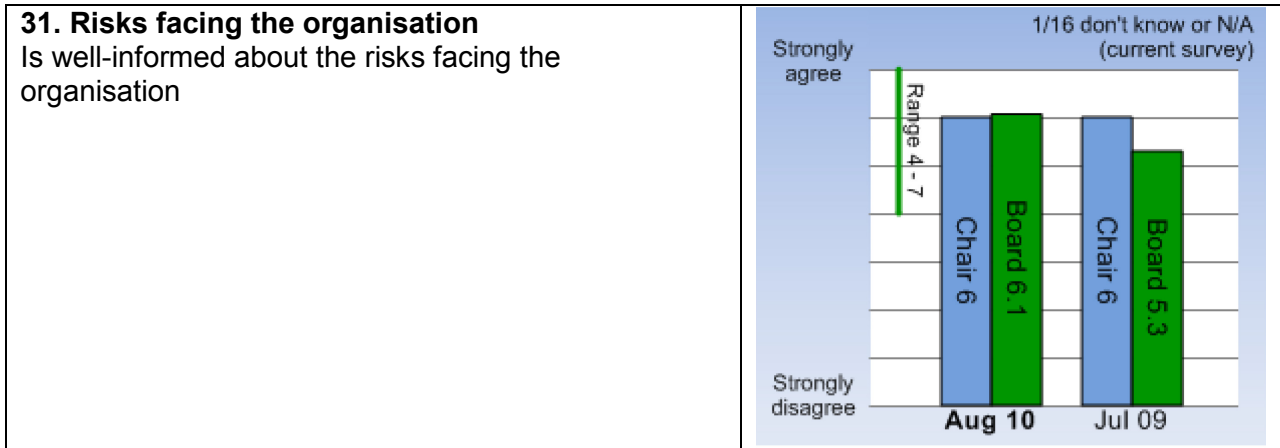 31. Risks facing the organisation
Is well-informed about the risks facing the
organisation
1/16 don't know or N/A
(current survey)
Strongly
agree
Range 4 - 7
Chair 6
Board 6.1
Chair 6
Board 5.3
Strongly
disagree
Aug 10
Jul 09